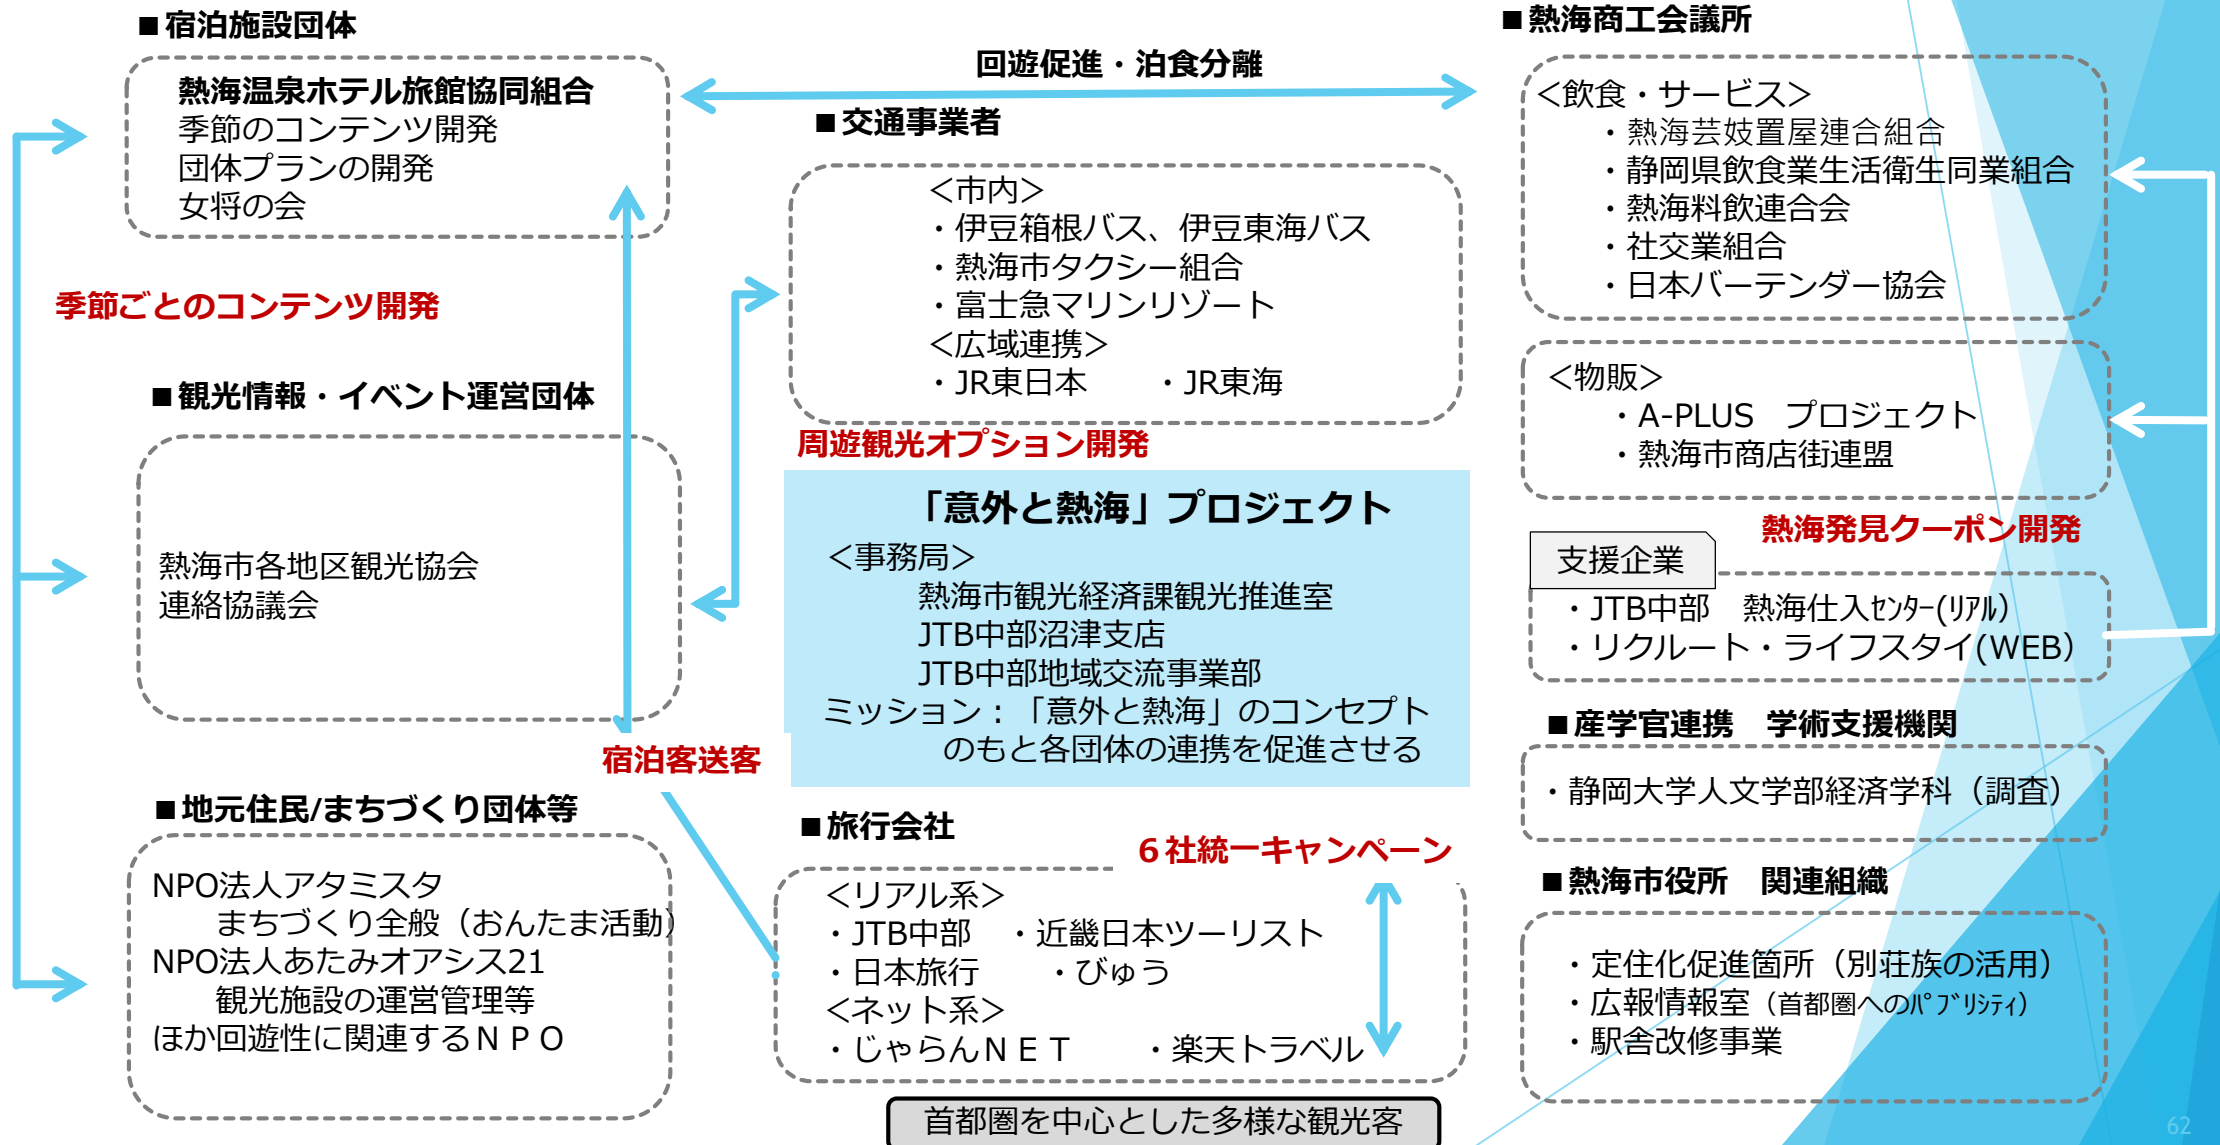 ■宿泊施設団体
熱海温泉ホテル旅館協同組合
季節のコンテンツ開発
団体プランの開発
女将の会
季節ごとのコンテンツ開発
■観光情報・イベント運営団体
熱海市各地区観光協会
連絡協議会
■地元住民/まちづくり団体等
NPO法人アタミスタ
まちづくり全般（おんたま活動）
NPO法人あたみオアシス21
観光施設の運営管理等
ほか回遊性に関連するＮＰＯ
回遊促進・泊食分離
■交通事業者
＜市内＞
・伊豆箱根バス、伊豆東海バス
・熱海市タクシー組合
・富士急マリンリゾート
＜広域連携＞
・JR東日本　・JR東海
周遊観光オプション開発
「意外と熱海」プロジェクト
＜事務局＞
熱海市観光経済課観光推進室
JTB中部沼津支店
JTB中部地域交流事業部
ミッション：「意外と熱海」のコンセプト
のもと各団体の連携を促進させる
宿泊客送客
■旅行会社
６社統一キャンペーン
＜リアル系＞
・JTB中部　・近畿日本ツーリスト
・日本旅行　・びゅう
＜ネット系＞
・じゃらんＮＥＴ　・楽天トラベル
首都圏を中心とした多様な観光客
■熱海商工会議所
＜飲食・サービス＞
・熱海芸妓置屋連合組合
・静岡県飲食業生活衛生同業組合
・熱海料飲連合会
・社交業組合
・日本バーテンダー協会
＜物販＞
・A-PLUS　プロジェクト
・熱海市商店街連盟
熱海発見クーポン開発
支援企業
・JTB中部　熱海仕入ｾﾝﾀｰ(ﾘｱﾙ）
・リクルート・ライフスタイ(WEB）
■産学官連携　学術支援機関
・静岡大学人文学部経済学科（調査）
■熱海市役所　関連組織
・定住化促進箇所（別荘族の活用）
・広報情報室（首都圏へのﾊﾟﾌﾞﾘｼﾃｨ）
・駅舎改修事業
62